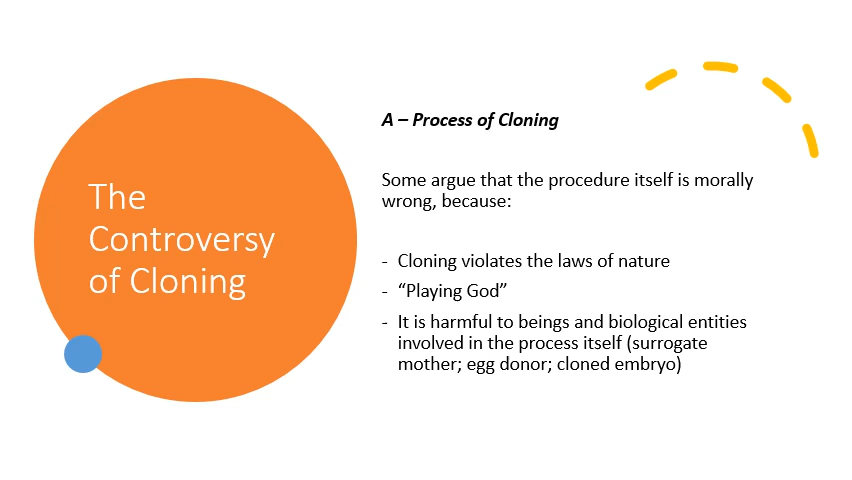 The
Controversy
of Cloning
A – Process of Cloning
Some argue that the procedure itself is morally
wrong, because:
- Cloning violates the laws of nature
- “Playing God”
- It is harmful to beings and biological entities
involved in the process itself (surrogate
mother; egg donor; cloned embryo)